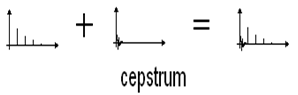 + =
cepstrum